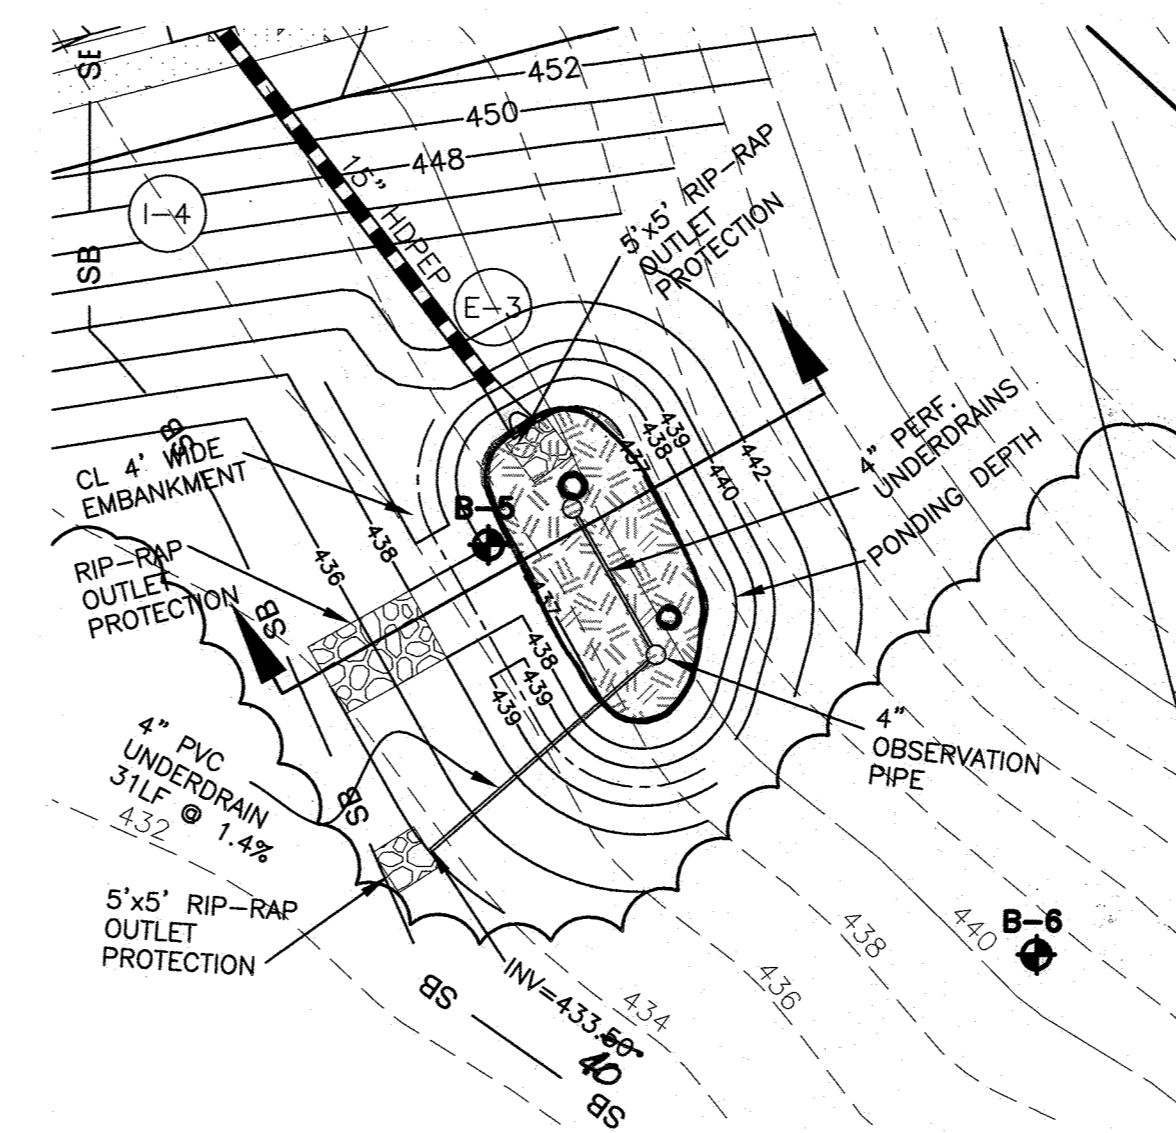 SB
452
450
448
15" HDPEP
I-4
SB
E-3
5'x5' RIP-RAP
OUTLET
PROTECTION
SB
CL 4' WIDE
EMBANKMENT
B-5
437
438
439
440
442
4" PERF.
UNDERDRAINS
PONDING DEPTH
RIP-RAP
OUTLET
PROTECTION
436
438
SB
437
438
439
439
4" PVC
UNDERDRAIN
31LF @ 1.4%
432
SB
4"
OBSERVATION
PIPE
5'x5' RIP-RAP
OUTLET
PROTECTION
INV=433.50
40
434
436
438
440
B-6
SB
SB